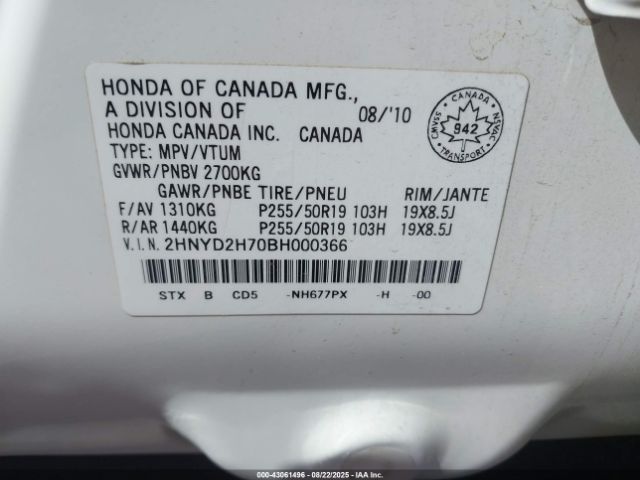 HONDA OF CANADA MFG.,
A DIVISION OF 08/'10
HONDA CANADA INC. CANADA
TYPE: MPV/VTUM
GVWR/PNBV 2700KG
GAWR/PNBE TIRE/PNEU RIM/JANTE
F/AV 1310KG P255/50R19 103H 19X8.5J
R/AR 1440KG P255/50R19 103H 19X8.5J
V.I.N. 2HNYD2H70BH000366
STX B CD5 -NH677PX -H -00
CANADA
CMVSS 942 NSVAC
TRANSPORT
© - 43061496 - 08/22/2025 - IAA Inc.